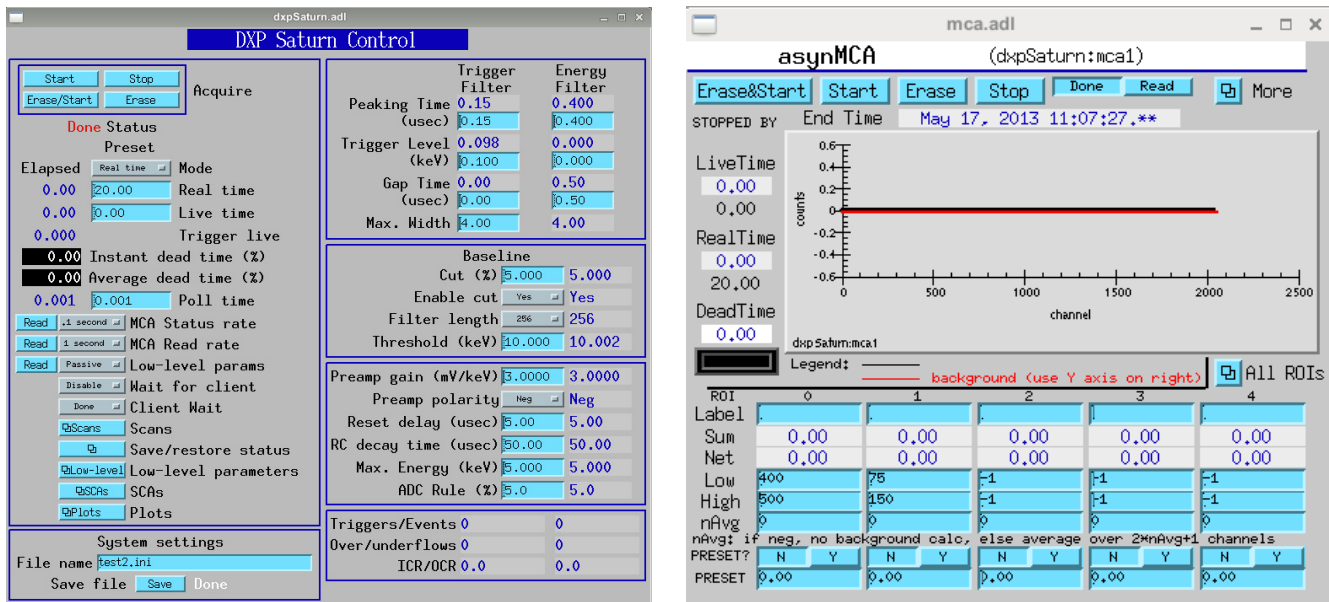 dxpSaturn.adl
DXP Saturn Control
Start Stop
Erase/Start Erase
Acquire
Done Status
Preset
Elapsed Real time Mode
0.00 20.00 Real time
0.00 0.00 Live time
0.000 Trigger live
0.00 Instant dead time (%)
0.00 Average dead time (%)
0.001 0.001 Poll time
Read .1 second MCA Status rate
Read 1 second MCA Read rate
Read Passive Low-level params
Disable Wait for client
Done Client Wait
Scans Scans
Save/restore status
Low-level Low-level parameters
SCAs SCAs
Plots Plots
System settings
File name test2.ini
Save file Save Done
Trigger Energy
Filter Filter
Peaking Time 0.15 0.400
(usec) 0.15 0.400
Trigger Level 0.098 0.000
(keV) 0.100 0.000
Gap Time 0.00 0.50
(usec) 0.00 0.50
Max. Width 4.00 4.00
Baseline
Cut (%) 5.000 5.000
Enable cut Yes Yes
Filter length 256 256
Threshold (keV) 10.000 10.002
Preamp gain (mV/keV) 3.0000 3.0000
Preamp polarity Neg Neg
Reset delay (usec) 5.00 5.00
RC decay time (usec) 50.00 50.00
Max. Energy (keV) 5.000 5.000
ADC Rule (%) 5.0 5.0
Triggers/Events 0 0
Over/underflows 0 0
ICR/OCR 0.0 0.0
mca.adl
asynMCA (dxpSaturn:mca1)
Erase&Start Start Erase Stop Done Read More
STOPPED BY End Time May 17, 2013 11:07:27.**
LiveTime
0.00
0.00
RealTime
0.00
20.00
DeadTime
0.00
0.6
0.4
0.2
0
-0.2
-0.4
-0.6
counts
0 500 1000 1500 2000 2500
channel
dxpSaturn:mca1
Legend:
background (use Y axis on right)
All ROIs
ROI 0 1 2 3 4
Label
Sum 0.00 0.00 0.00 0.00 0.00
Net 0.00 0.00 0.00 0.00 0.00
Low 400 75 -1 -1 -1
High 500 150 -1 -1 -1
nAvg 0 0 0 0 0
nAvg: if neg, no background calc, else average over 2*nAvg+1 channels
PRESET? N Y N Y N Y N Y N Y
PRESET 0.00 0.00 0.00 0.00 0.00